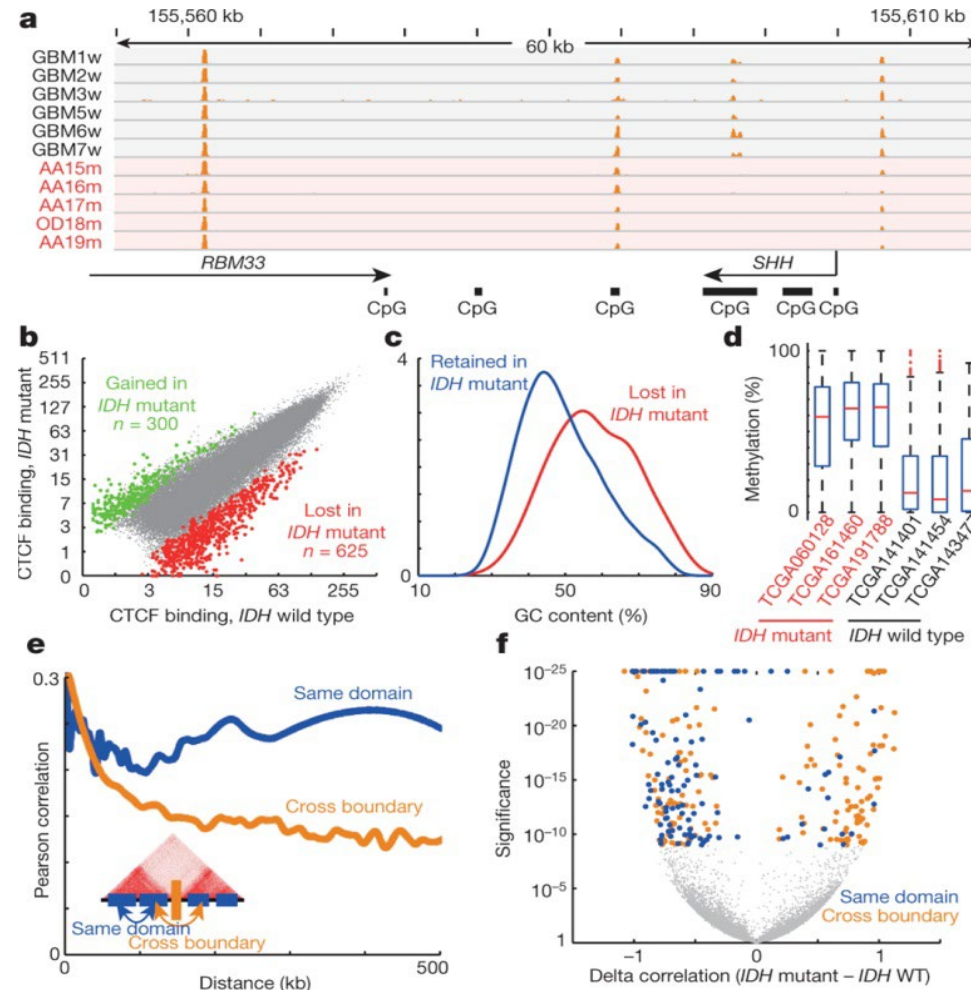 a
155,560 kb
155,610 kb
60 kb
GBM1w
GBM2w
GBM3w
GBM5w
GBM6w
GBM7w
AA15m
AA16m
AA17m
OD18m
AA19m
RBM33
SHH
CpG
CpG
CpG
CpG
CpG
CpG
b
CTCF binding, IDH mutant
511
255
127
63
31
15
7
3
1
0
Gained in
IDH mutant
n = 300
Lost in
IDH mutant
n = 625
0
3
15
63
255
CTCF binding, IDH wild type
c
4
0
Retained in
IDH mutant
Lost in
IDH mutant
10
50
90
GC content (%)
d
Methylation (%)
100
0
TCGA060128
TCGA161460
TCGA191788
TCGA141401
TCGA141454
TCGA143477
IDH mutant
IDH wild type
e
Pearson correlation
0.3
0
Same domain
Cross boundary
Same domain
Cross boundary
0
500
Distance (kb)
f
Significance
10−25
10−20
10−15
10−10
10−5
1
Same domain
Cross boundary
−1
0
1
Delta correlation (IDH mutant – IDH WT)